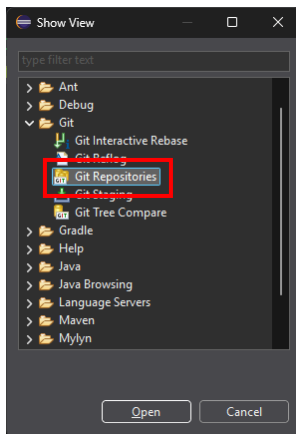 Show View
type filter text
Ant
Debug
Git
Git Interactive Rebase
Git Reflog
Git Repositories
Git Staging
Git Tree Compare
Gradle
Help
Java
Java Browsing
Language Servers
Maven
Mylyn
Open
Cancel